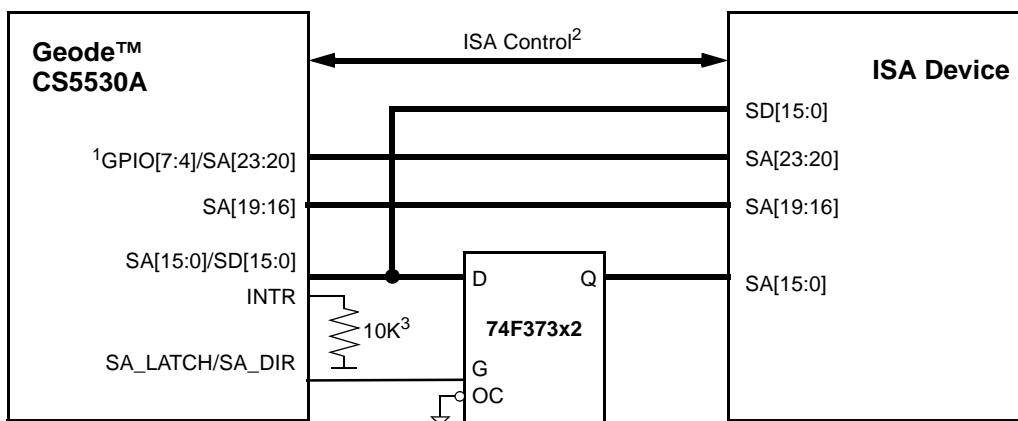 Geode™
CS5530A
ISA Control²
ISA Device
SD[15:0]
¹GPIO[7:4]/SA[23:20]
SA[23:20]
SA[19:16]
SA[19:16]
SA[15:0]/SD[15:0]
D
Q
SA[15:0]
INTR
10K³
74F373x2
SA_LATCH/SA_DIR
G
OC